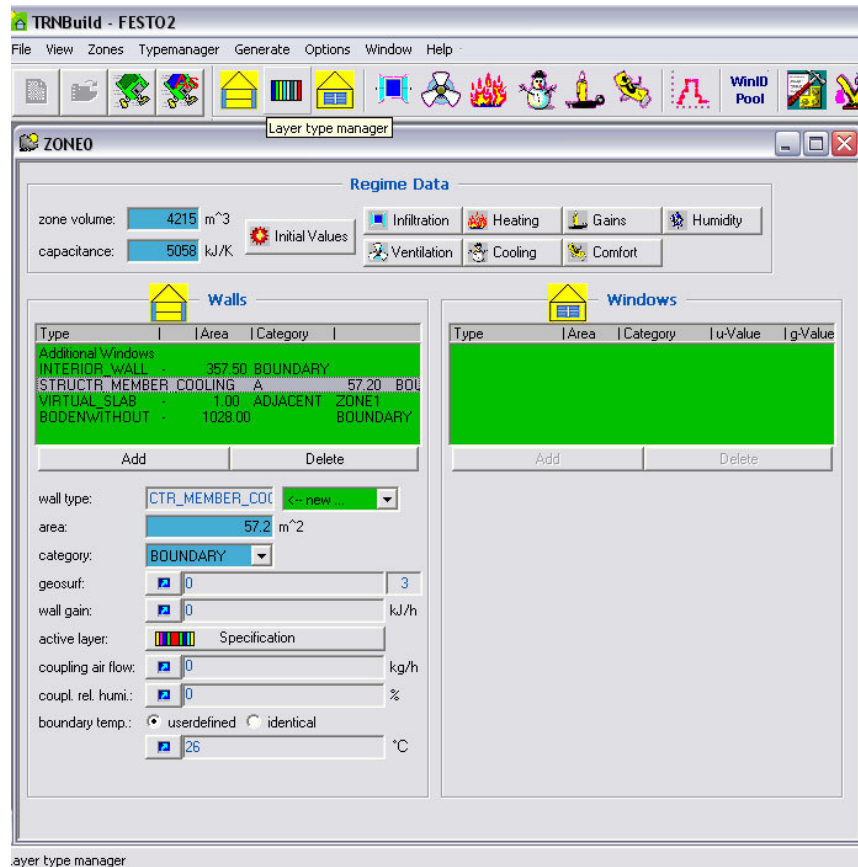 TRNBuild - FESTO2
File View Zones Typemanager Generate Options Window Help
WinID
Pool
Layer type manager
ZONE0
Regime Data
zone volume: 4215 m^3
capacitance: 5058 kJ/K
Initial Values
Infiltration Heating Gains Humidity
Ventilation Cooling Comfort
Walls
Type | | Area | Category |
Additional Windows
INTERIOR_WALL - 357.50 BOUNDARY
STRUCTR_MEMBER_COOLING A 57.20 BOU
VIRTUAL_SLAB - 1.00 ADJACENT ZONE1
BODENWITHOUT - 1028.00 BOUNDARY
Add Delete
wall type: CTR_MEMBER_COO <-- new ...
area: 57.2 m^2
category: BOUNDARY
geosurf: 0 3
wall gain: 0 kJ/h
active layer: Specification
coupling air flow: 0 kg/h
coupl. rel. humi.: 0 %
boundary temp.: userdefined identical
26 °C
Windows
Type | Area | Category | u-Value | g-Value
Add Delete
ayer type manager